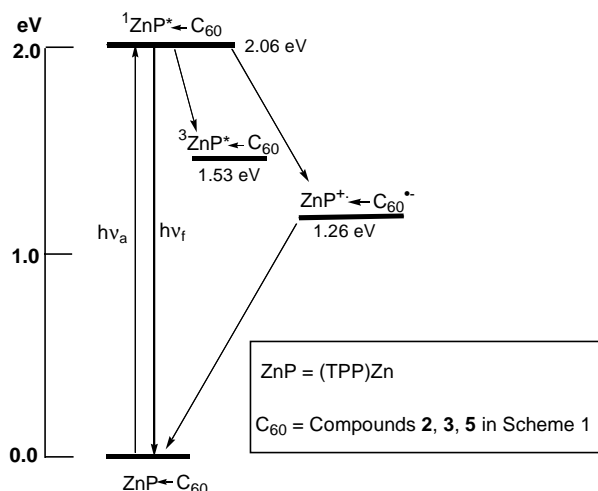 eV
¹ZnP*←C₆₀
2.0
2.06 eV
³ZnP*←C₆₀
1.53 eV
ZnP⁺·←C₆₀•-
1.26 eV
hνₐ
hν_f
1.0
ZnP = (TPP)Zn
C₆₀ = Compounds 2, 3, 5 in Scheme 1
0.0
ZnP←C₆₀